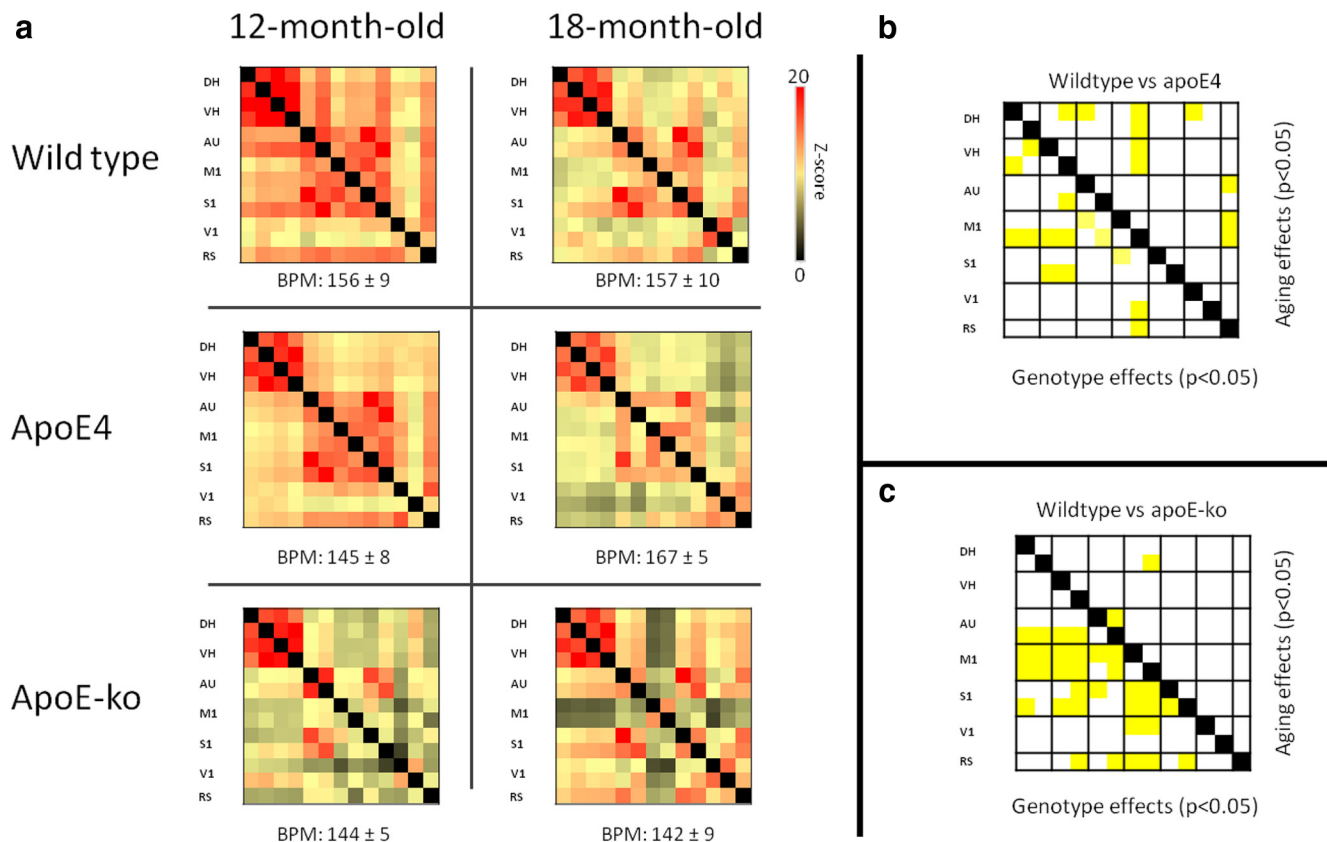 a
12-month-old
18-month-old
Wild type
DH
VH
AU
M1
S1
V1
RS
BPM: 156 ± 9
DH
VH
AU
M1
S1
V1
RS
BPM: 157 ± 10
20
Z-score
0
ApoE4
DH
VH
AU
M1
S1
V1
RS
BPM: 145 ± 8
DH
VH
AU
M1
S1
V1
RS
BPM: 167 ± 5
ApoE-ko
DH
VH
AU
M1
S1
V1
RS
BPM: 144 ± 5
DH
VH
AU
M1
S1
V1
RS
BPM: 142 ± 9
b
Wildtype vs apoE4
DH
VH
AU
M1
S1
V1
RS
Aging effects (p<0.05)
Genotype effects (p<0.05)
c
Wildtype vs apoE-ko
DH
VH
AU
M1
S1
V1
RS
Aging effects (p<0.05)
Genotype effects (p<0.05)